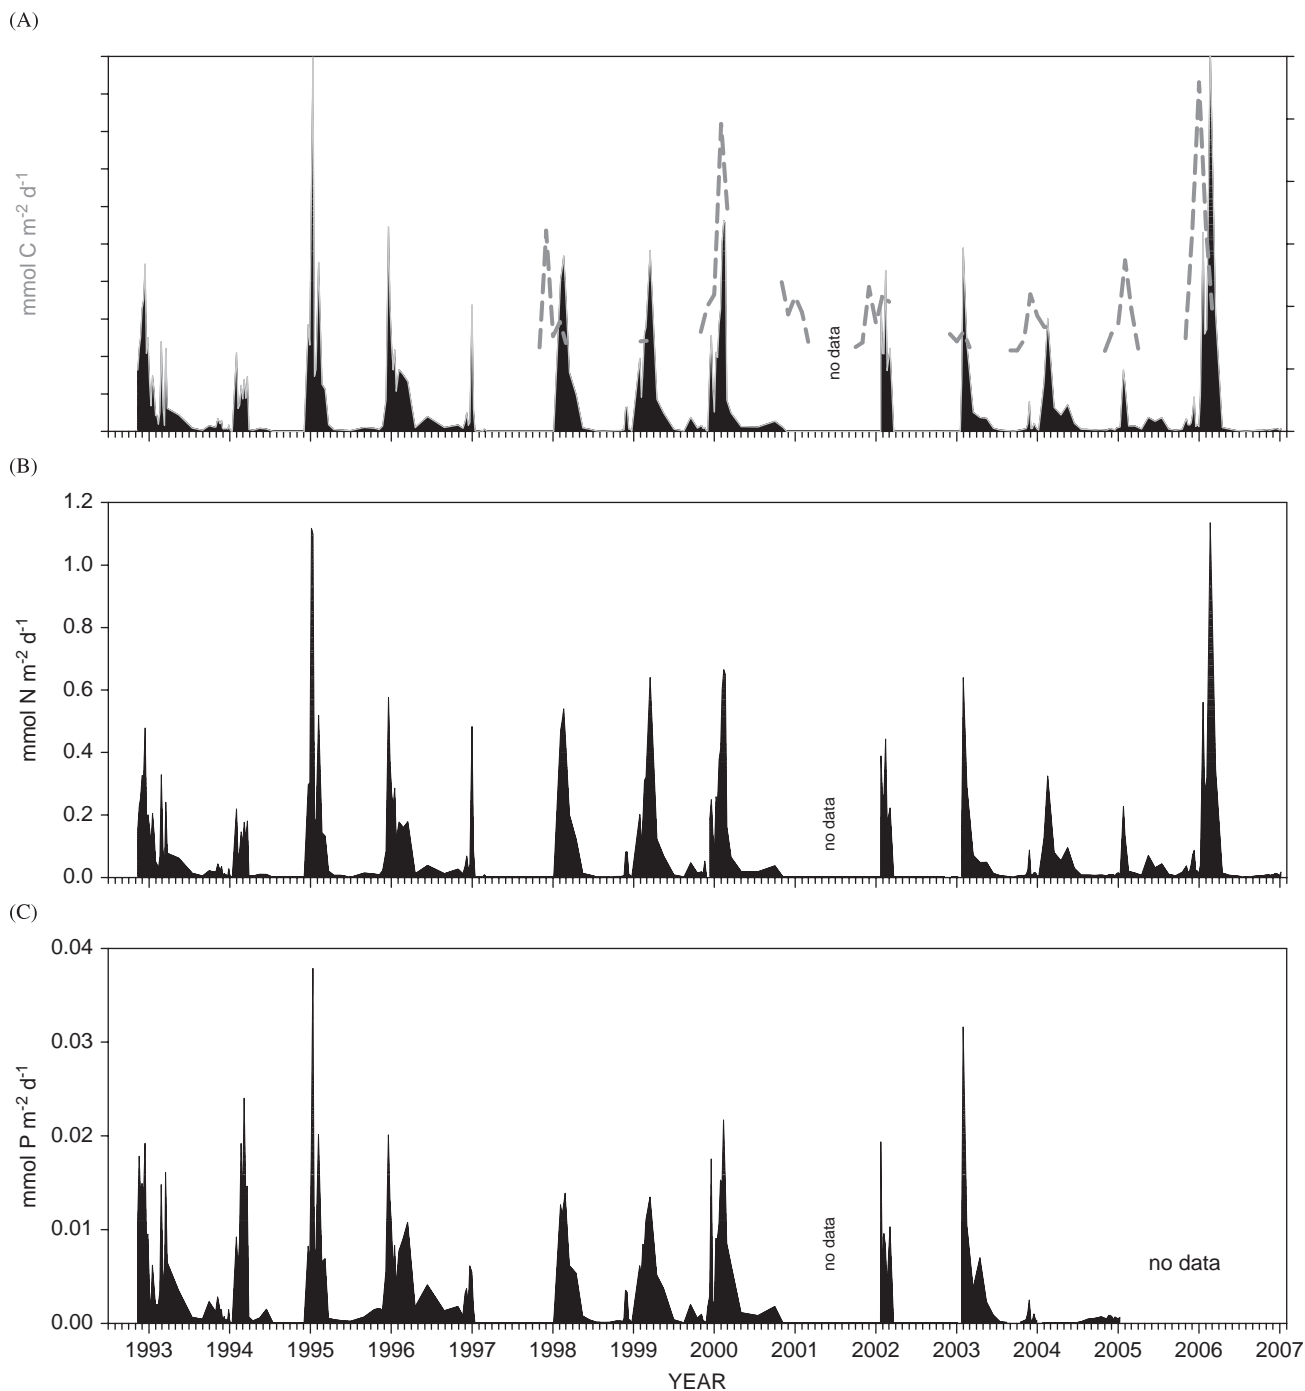 (A)
mmol C m-2 d-1
no data
(B)
1.2
1.0
0.8
0.6
0.4
0.2
0.0
mmol N m-2 d-1
no data
(C)
0.04
0.03
0.02
0.01
0.00
mmol P m-2 d-1
no data
no data
1993 1994 1995 1996 1997 1998 1999 2000 2001 2002 2003 2004 2005 2006 2007
YEAR